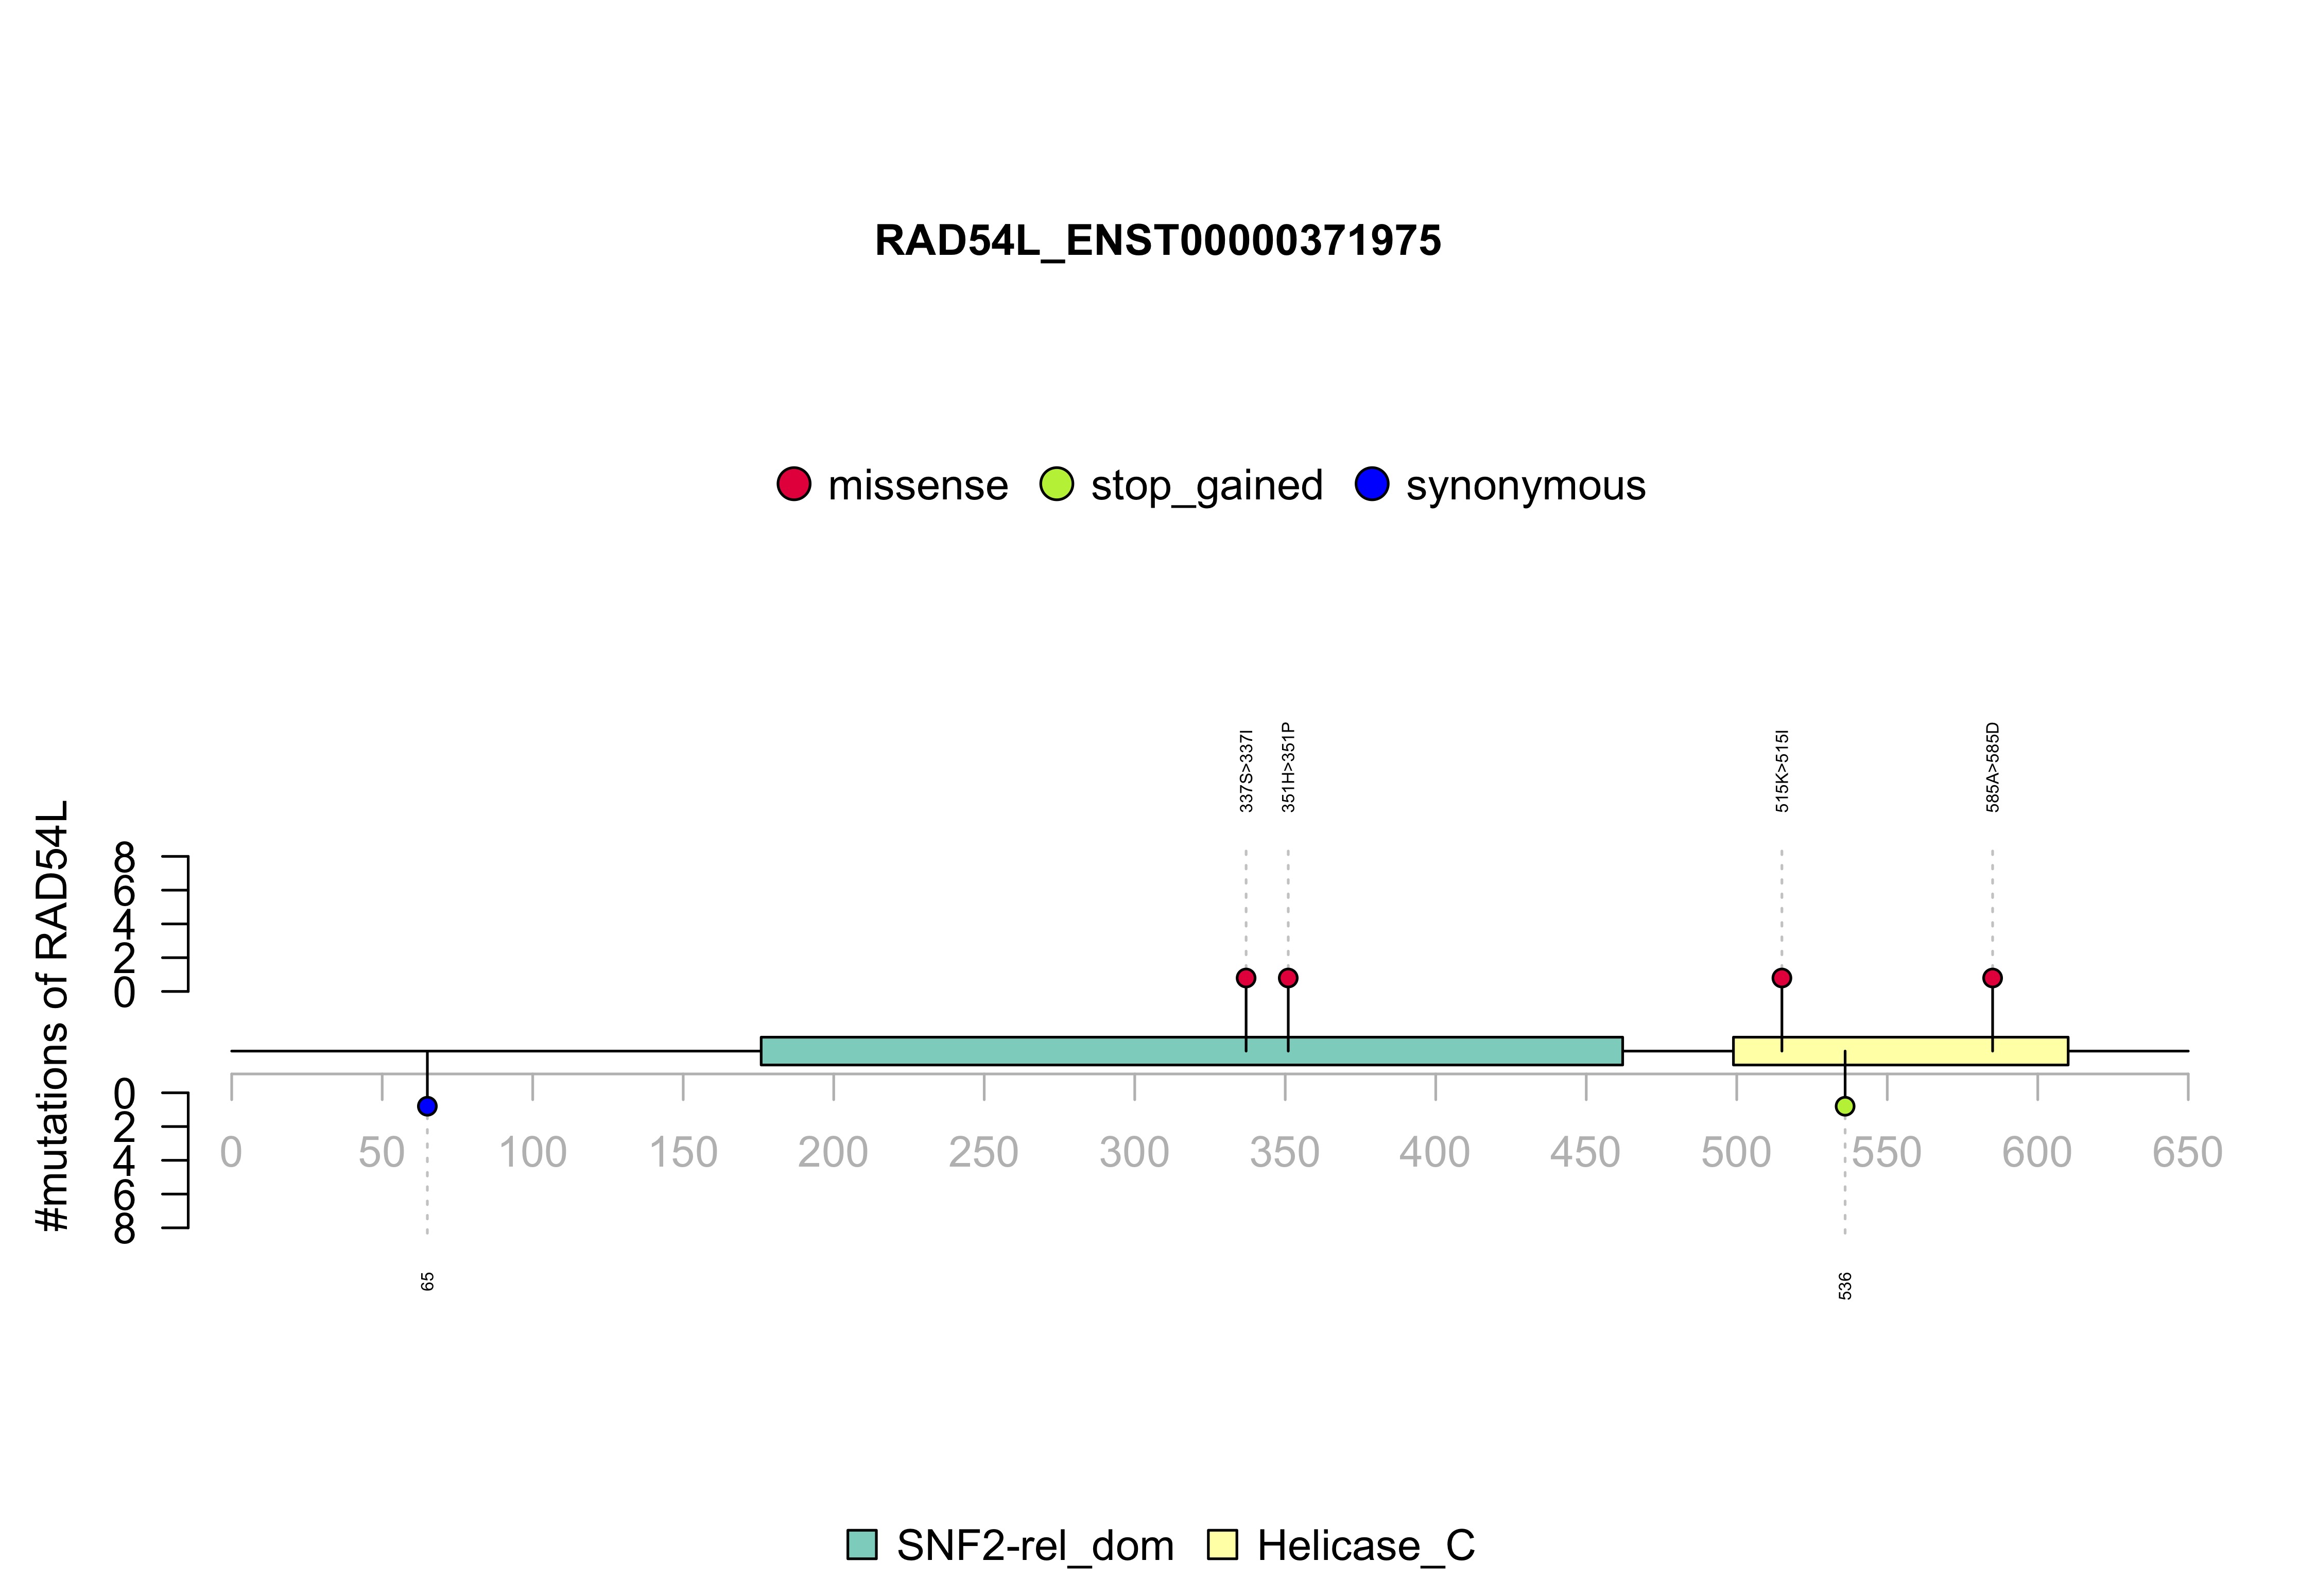 RAD54L_ENST00000371975
missense stop_gained synonymous
337S>337I
351H>351P
515K>515I
585A>585D
#mutations of RAD54L
8
6
4
2
0
0
2
4
6
8
0 50 100 150 200 250 300 350 400 450 500 550 600 650
65
536
SNF2-rel_dom Helicase_C